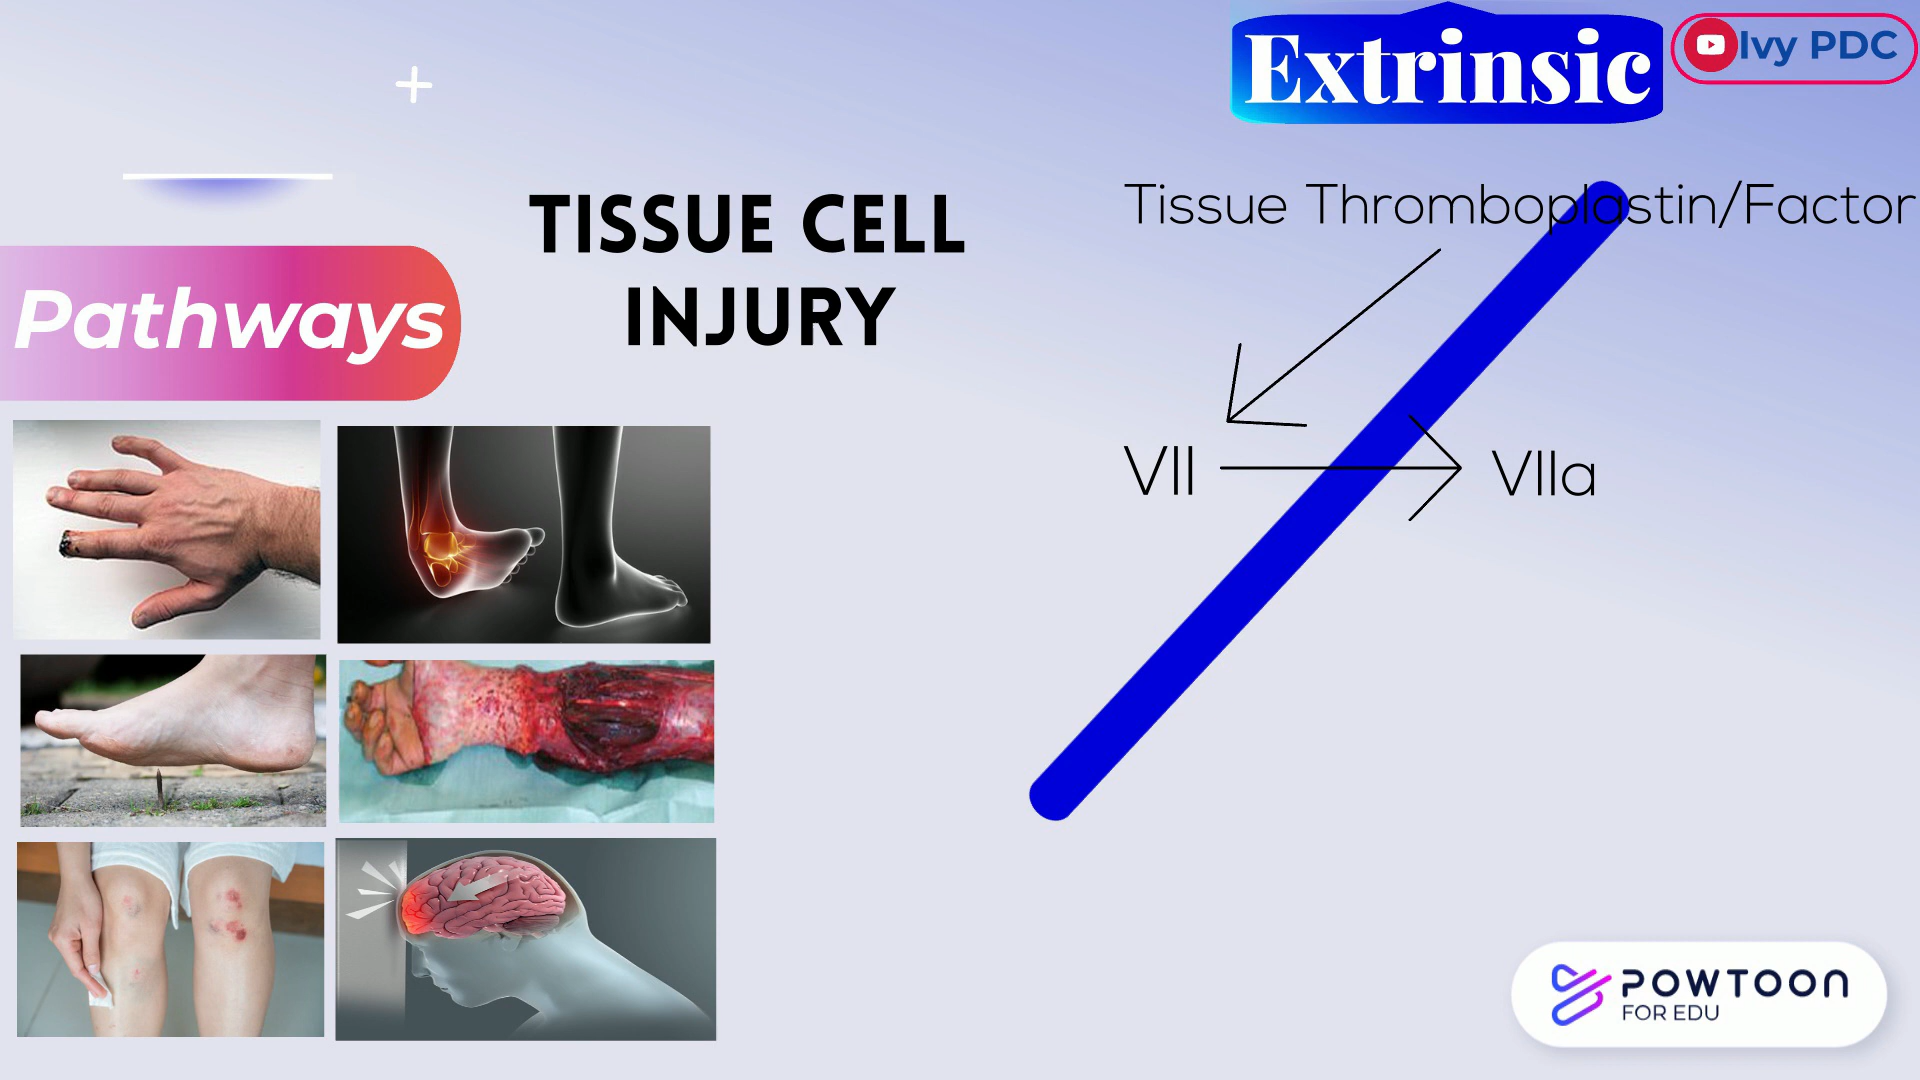 Extrinsic
Ivy PDC
Tissue Thromboplastin/Factor
TISSUE CELL
INJURY
Pathways
VII
VIIa
POWTOON
FOR EDU